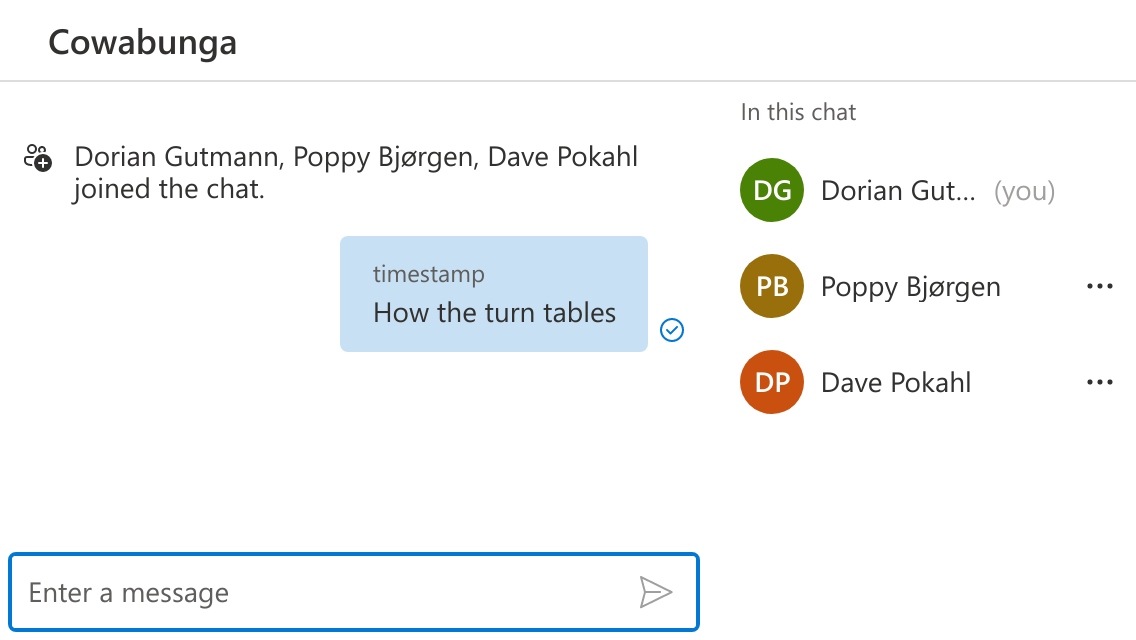 Cowabunga
Dorian Gutmann, Poppy Bjørgen, Dave Pokahl
joined the chat.
timestamp
How the turn tables
Enter a message
In this chat
DG Dorian Gut... (you)
PB Poppy Bjørgen
DP Dave Pokahl